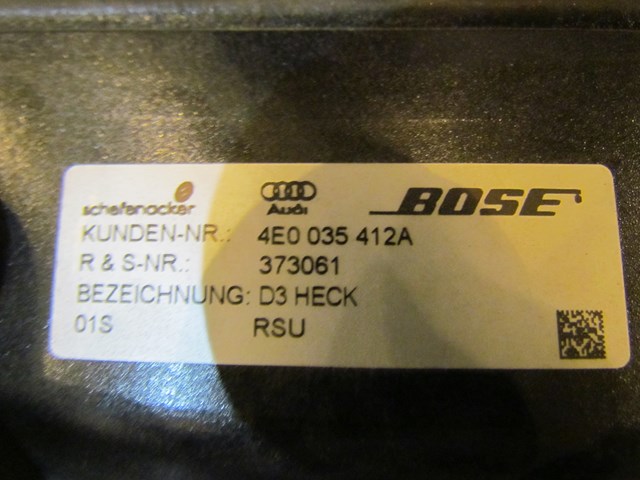 schefenacker Audi BOSE
KUNDEN-NR.: 4E0 035 412A
R & S-NR.: 373061
BEZEICHNUNG: D3 HECK
01S RSU